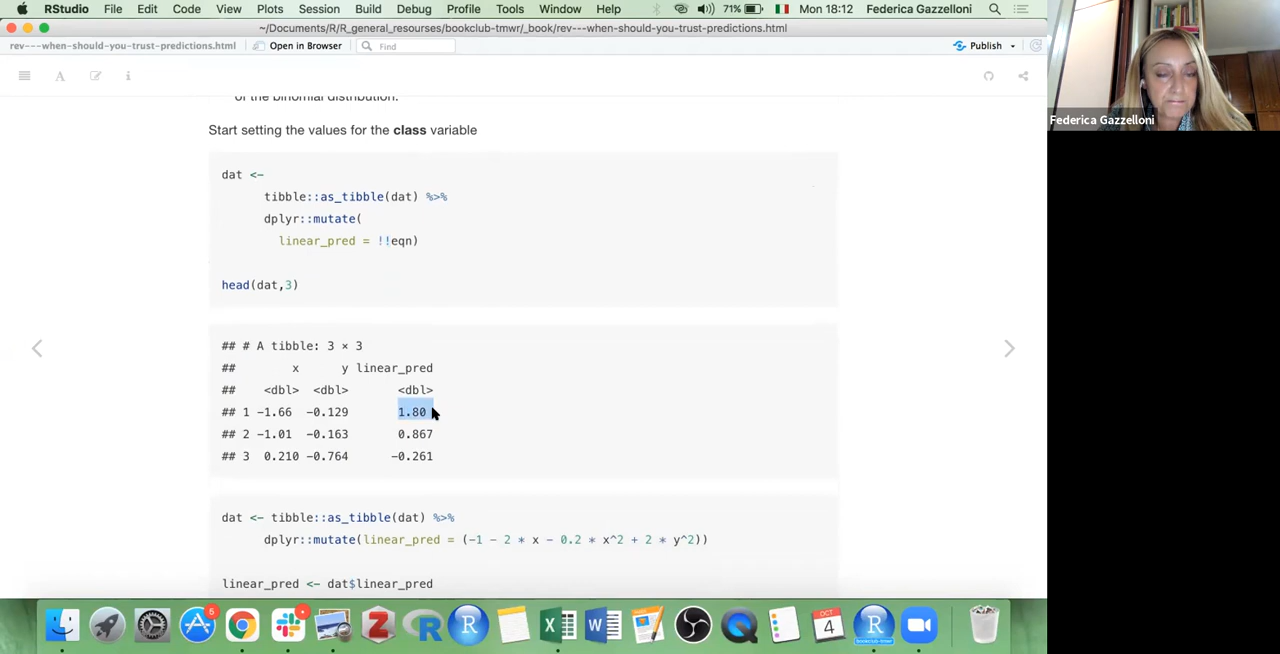 RStudio File Edit Code View Plots Session Build Debug Profile Tools Window Help 71% Mon 18:12 Federica Gazzelloni
~/Documents/R/R_general_resourses/bookclub-tmwr/_book/rev---when-should-you-trust-predictions.html
rev---when-should-you-trust-predictions.html Open in Browser Find Publish
A i
of the binomial distribution.
Start setting the values for the class variable
dat <-
tibble::as_tibble(dat) %>%
dplyr::mutate(
linear_pred = !!eqn)
head(dat,3)
## # A tibble: 3 × 3
## x y linear_pred
## <dbl> <dbl> <dbl>
## 1 -1.66 -0.129 1.80
## 2 -1.01 -0.163 0.867
## 3 0.210 -0.764 -0.261
dat <- tibble::as_tibble(dat) %>%
dplyr::mutate(linear_pred = (-1 - 2 * x - 0.2 * x^2 + 2 * y^2))
linear_pred <- dat$linear_pred
Federica Gazzelloni
5
Z R R X W
OCT
4
R
bookclub-tmwr